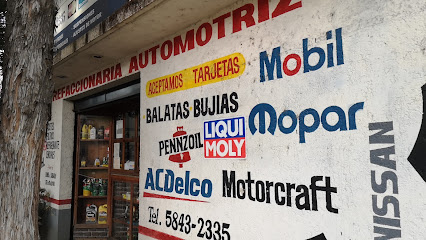 REFACCIONARIA AUTOMOTRIZ
ACEPTAMOS TARJETAS
Mobil
BALATAS BUJIAS
PENNZOIL
LIQUI
MOLY
Mopar
ACDelco Motorcraft
NISSAN
Tel. 5843-2335